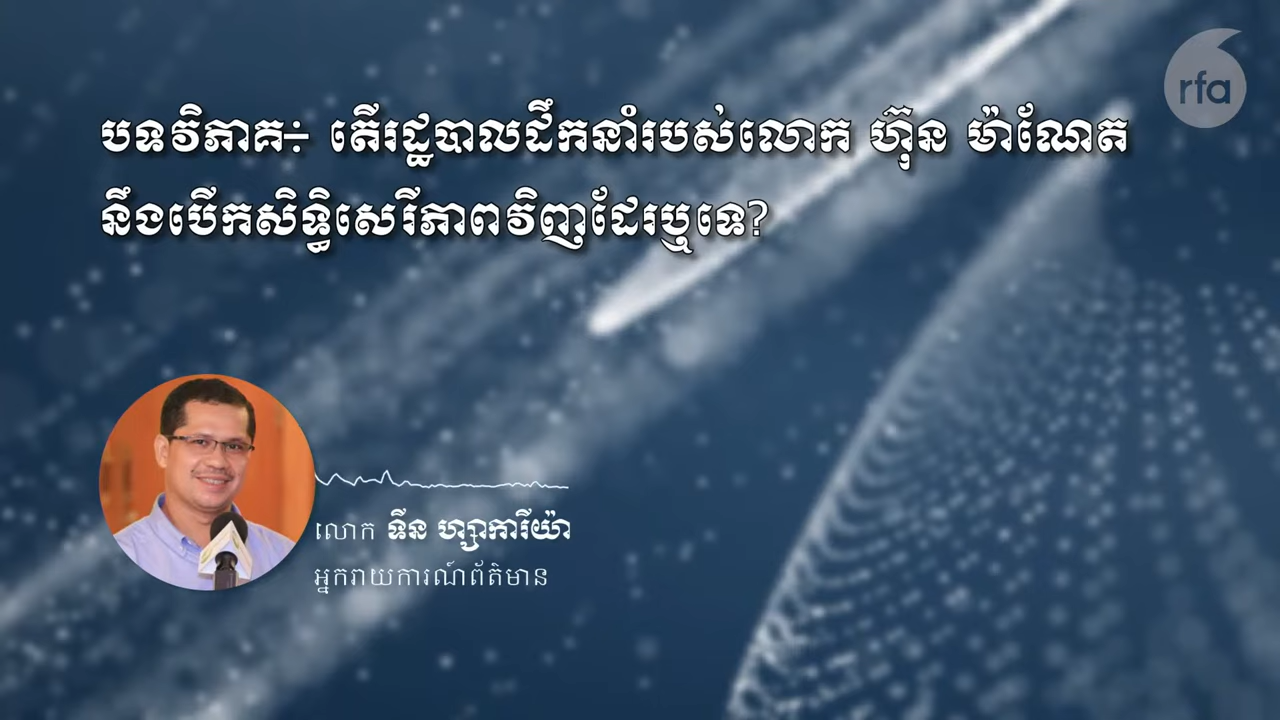 rfa
បទវិភាគ៖ តើរដ្ឋបាលដឹកនាំរបស់លោក ហ៊ុន ម៉ាណែត
នឹងបើកសិទ្ធិសេរីភាពវិញដែរឬទេ?
លោក ទីន ហ្សាការីយ៉ា
អ្នករាយការណ៍ព័ត៌មាន